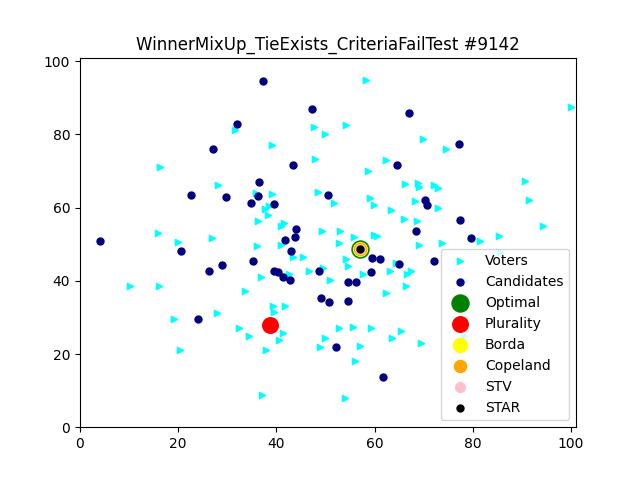 WinnerMixUp_TieExists_CriteriaFailTest #9142
100
80
60
40
20
0
0 20 40 60 80 100
Voters
Candidates
Optimal
Plurality
Borda
Copeland
STV
STAR